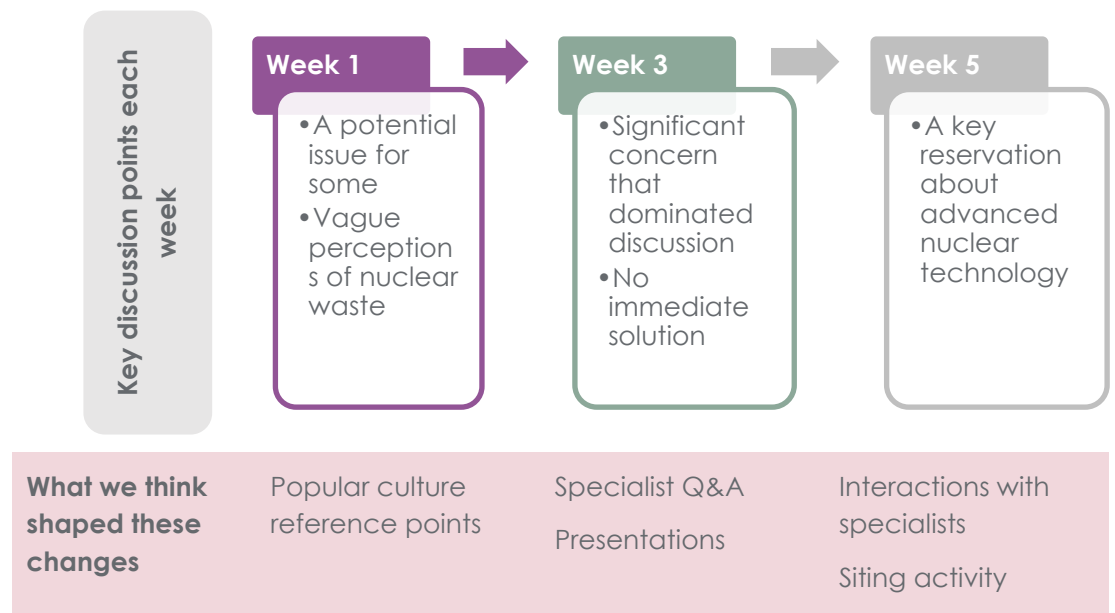 Key discussion points each
week
Week 1
•A potential
issue for
some
•Vague
perception
s of nuclear
waste
Week 3
•Significant
concern
that
dominated
discussion
•No
immediate
solution
Week 5
•A key
reservation
about
advanced
nuclear
technology
What we think
shaped these
changes
Popular culture
reference points
Specialist Q&A
Presentations
Interactions with
specialists
Siting activity